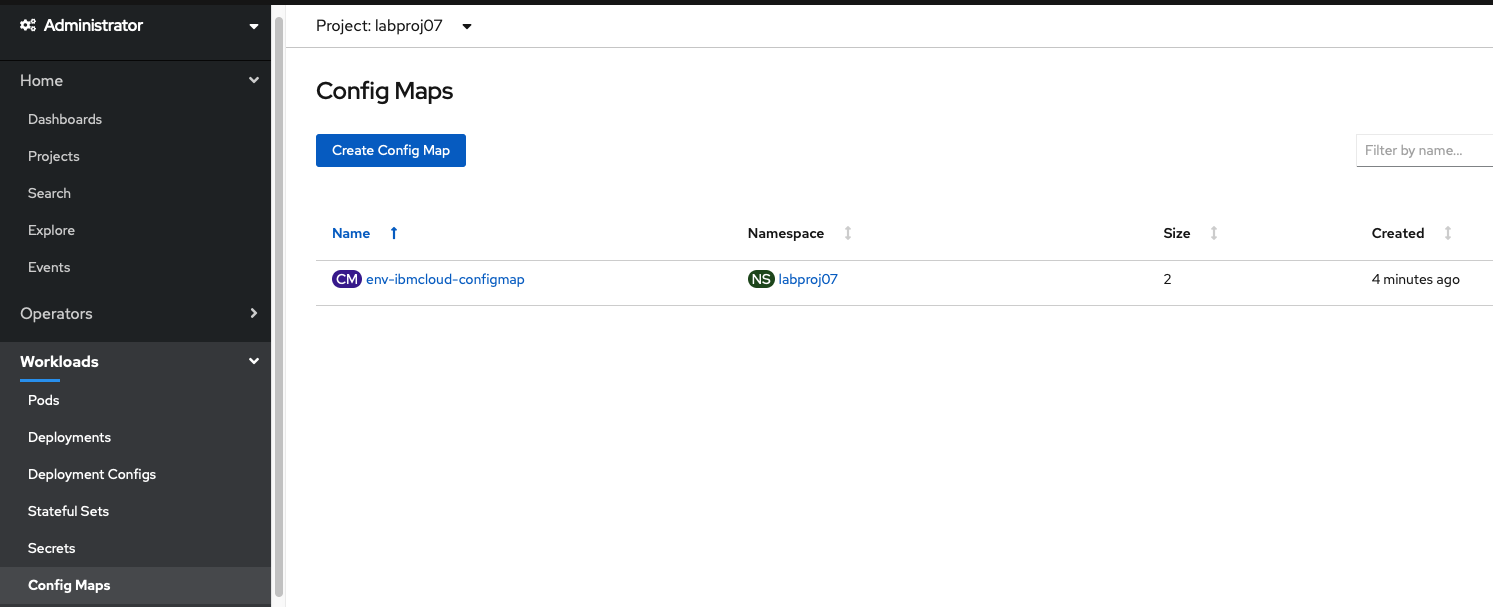 Administrator
Home
Dashboards
Projects
Search
Explore
Events
Operators
Workloads
Pods
Deployments
Deployment Configs
Stateful Sets
Secrets
Config Maps
Project: labproj07
Config Maps
Create Config Map
Filter by name...
Name Namespace Size Created
CM env-ibmcloud-configmap NS labproj07 2 4 minutes ago